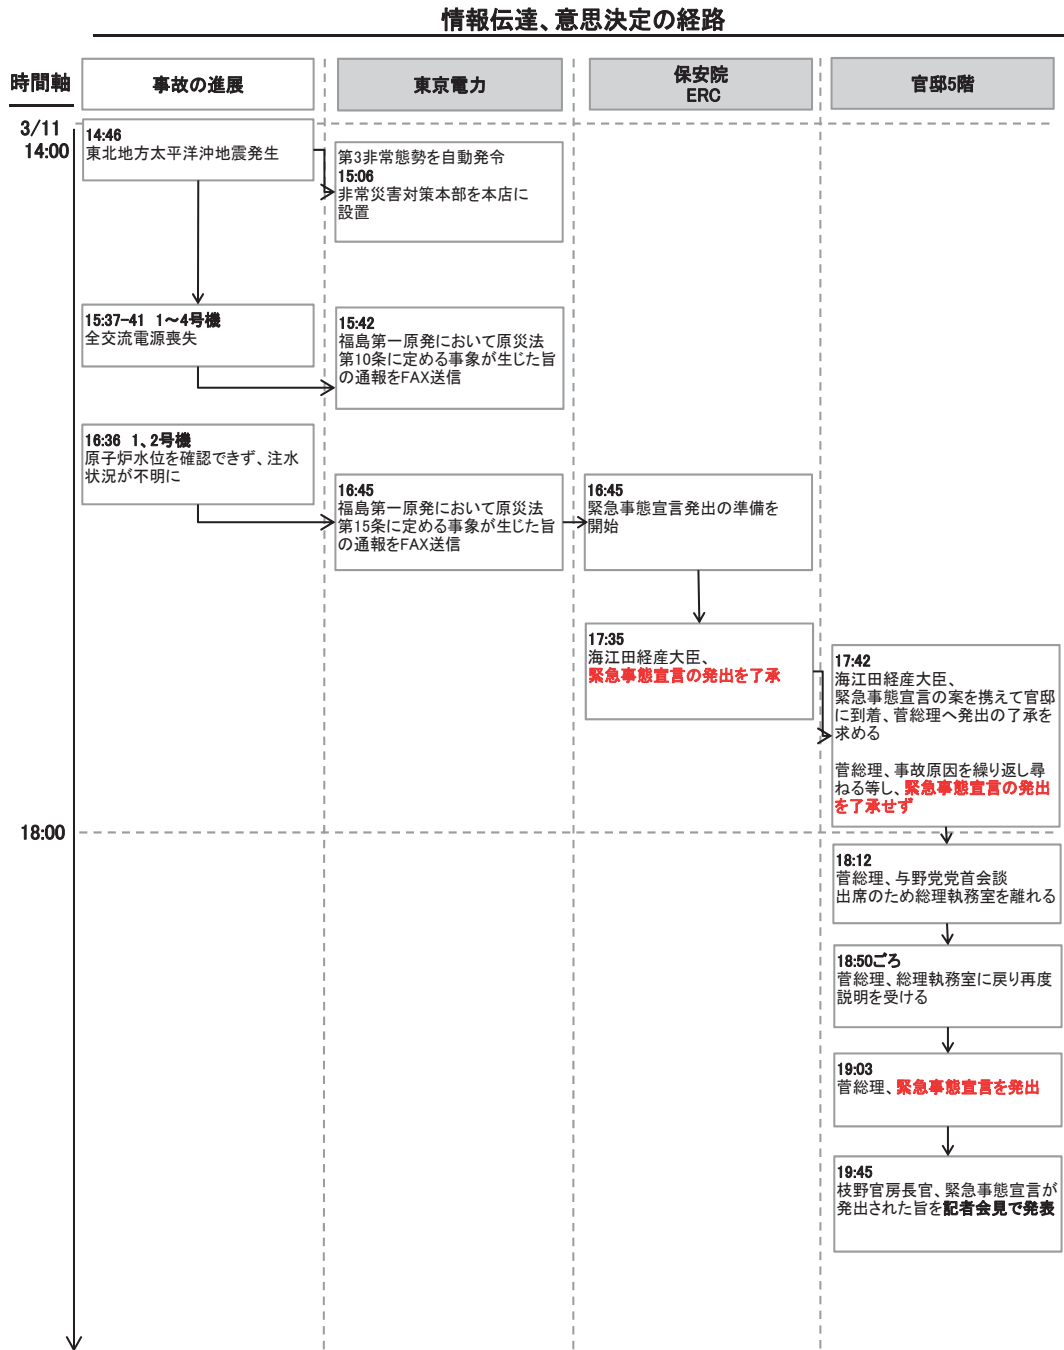 情報伝達、意思決定の経路
時間軸
事故の進展
東京電力
保安院
ERC
官邸5階
3/11
14:00
14:46
東北地方太平洋沖地震発生
第3非常態勢を自動発令
15:06
非常災害対策本部を本店に
設置
15:37-41 1～4号機
全交流電源喪失
15:42
福島第一原発において原災法
第10条に定める事象が生じた旨
の通報をFAX送信
16:36 1、2号機
原子炉水位を確認できず、注水
状況が不明に
16:45
福島第一原発において原災法
第15条に定める事象が生じた旨
の通報をFAX送信
16:45
緊急事態宣言発出の準備を
開始
17:35
海江田経産大臣、
緊急事態宣言の発出を了承
17:42
海江田経産大臣、
緊急事態宣言の案を携えて官邸
に到着、菅総理へ発出の了承を
求める
菅総理、事故原因を繰り返し尋
ねる等し、緊急事態宣言の発出
を了承せず
18:00
18:12
菅総理、与野党党首会談
出席のため総理執務室を離れる
18:50ごろ
菅総理、総理執務室に戻り再度
説明を受ける
19:03
菅総理、緊急事態宣言を発出
19:45
枝野官房長官、緊急事態宣言が
発出された旨を記者会見で発表